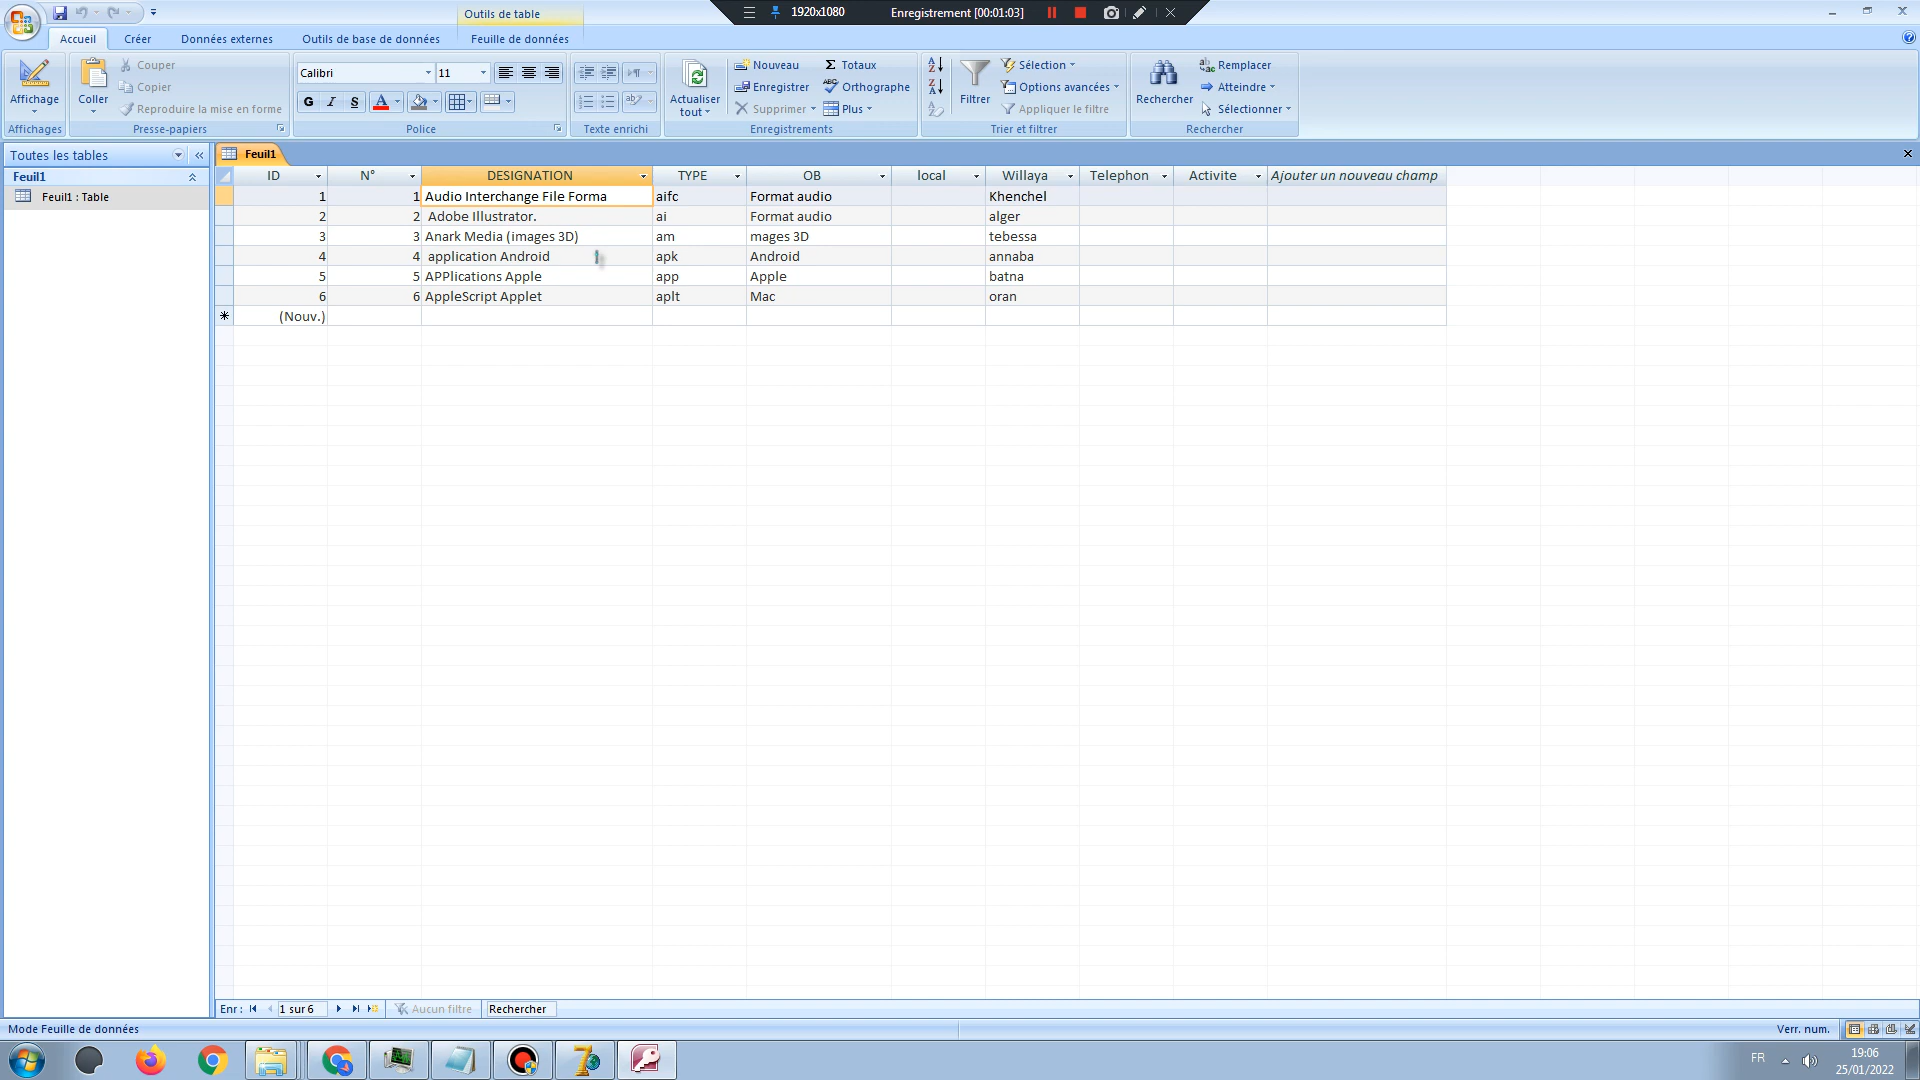 Outils de table
1920x1080 Enregistrement [00:01:03]
Accueil Créer Données externes Outils de base de données Feuille de données
Affichage
Affichages
Coller
Couper
Copier
Reproduire la mise en forme
Presse-papiers
Calibri 11
G I S A
Police
Texte enrichi
Actualiser
tout
Nouveau
Enregistrer
Supprimer
Σ Totaux
Orthographe
Plus
Enregistrements
Filtrer
Sélection
Options avancées
Appliquer le filtre
Trier et filtrer
Rechercher
Remplacer
Atteindre
Sélectionner
Rechercher
Toutes les tables
Feuil1
Feuil1 : Table
Feuil1
ID N° DESIGNATION TYPE OB local Willaya Telephon Activite Ajouter un nouveau champ
1 1 Audio Interchange File Forma aifc Format audio Khenchel
2 2 Adobe Illustrator. ai Format audio alger
3 3 Anark Media (images 3D) am mages 3D tebessa
4 4 application Android apk Android annaba
5 5 APPlications Apple app Apple batna
6 6 AppleScript Applet aplt Mac oran
* (Nouv.)
Enr : 1 sur 6 Aucun filtre Rechercher
Mode Feuille de données Verr. num.
FR 19:06
25/01/2022